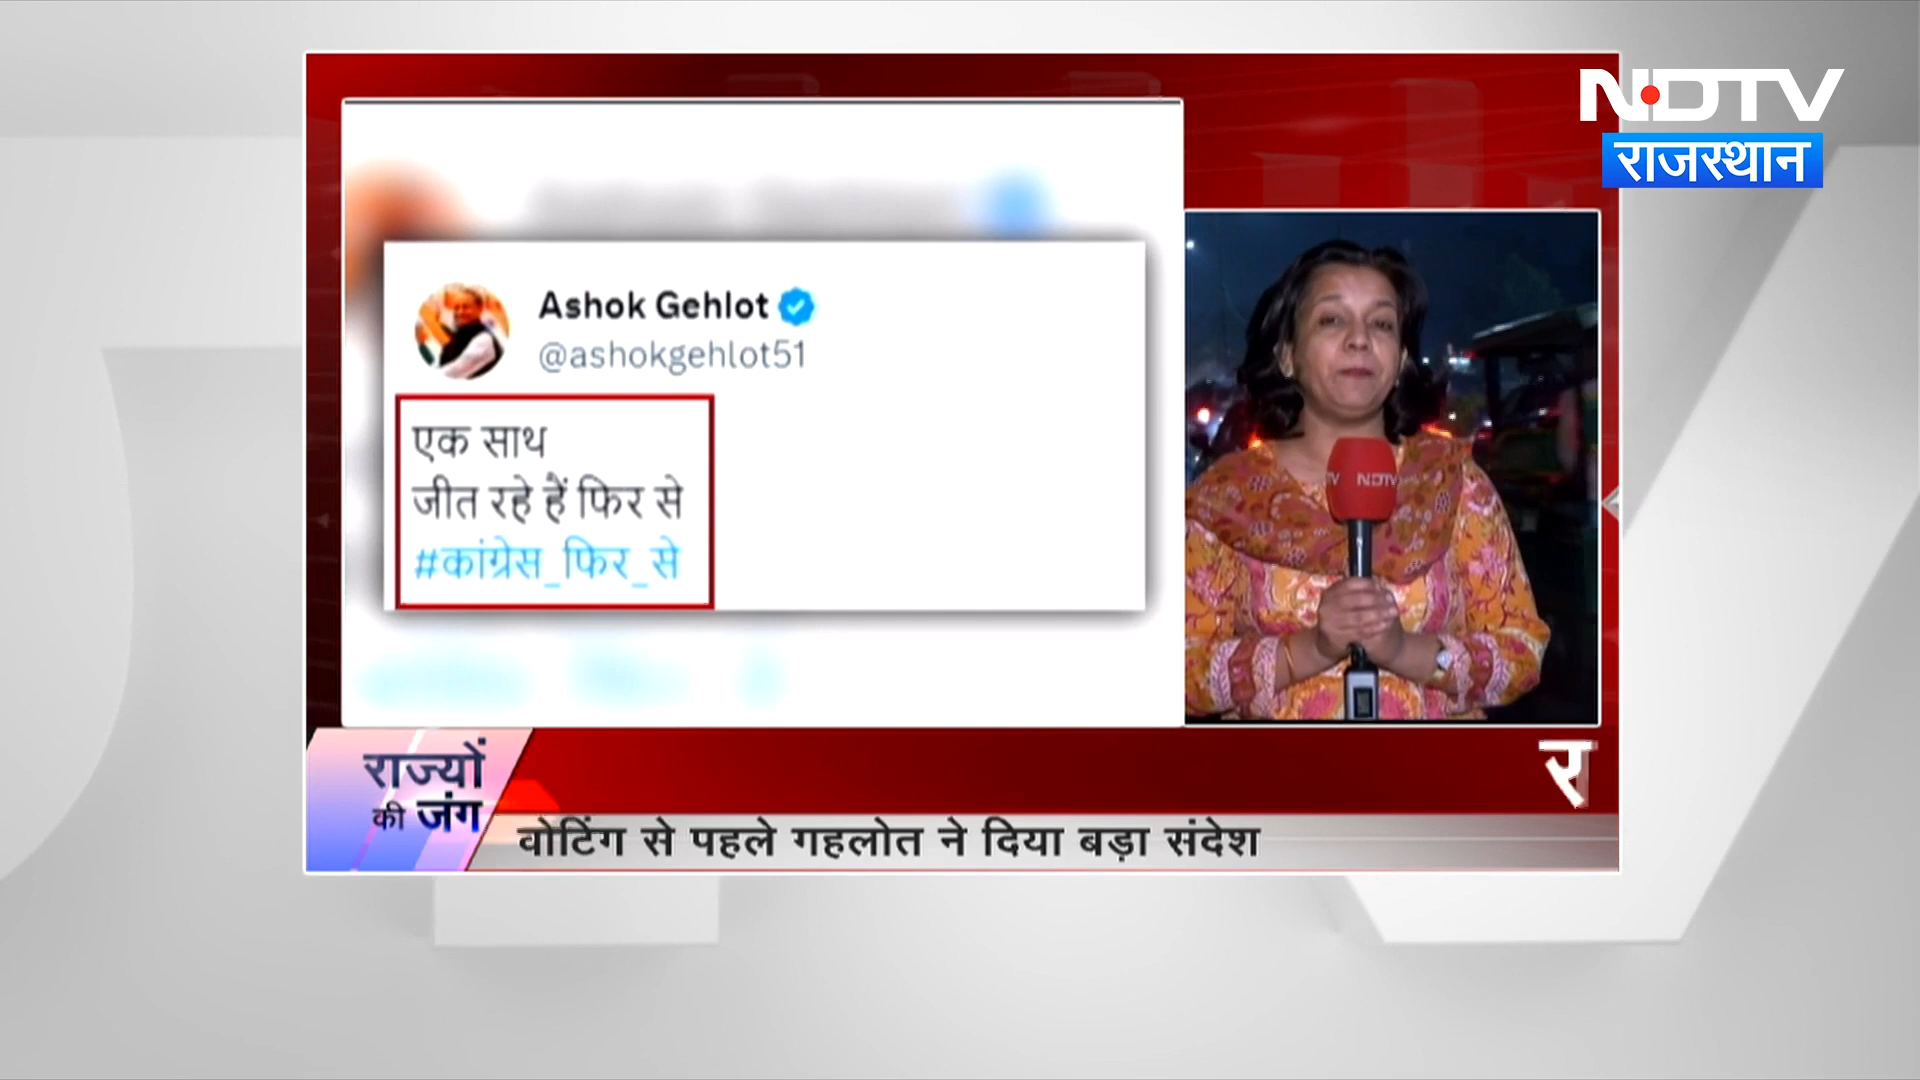 NDTV
राजस्थान
Ashok Gehlot
@ashokgehlot51
एक साथ
जीत रहे हैं फिर से
#कांग्रेस_फिर_से
NDTV
राज्यों
की जंग
र
वोटिंग से पहले गहलोत ने दिया बड़ा संदेश